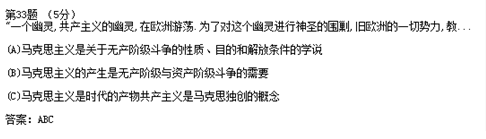 第33题 （5分）
"一个幽灵，共产主义的幽灵，在欧洲游荡．为了对这个幽灵进行神圣的围剿，旧欧洲的一切势力，教...
(A)马克思主义是关于无产阶级斗争的性质、目的和解放条件的学说
(B)马克思主义的产生是无产阶级与资产阶级斗争的需要
(C)马克思主义是时代的产物共产主义是马克思独创的概念
答案：ABC